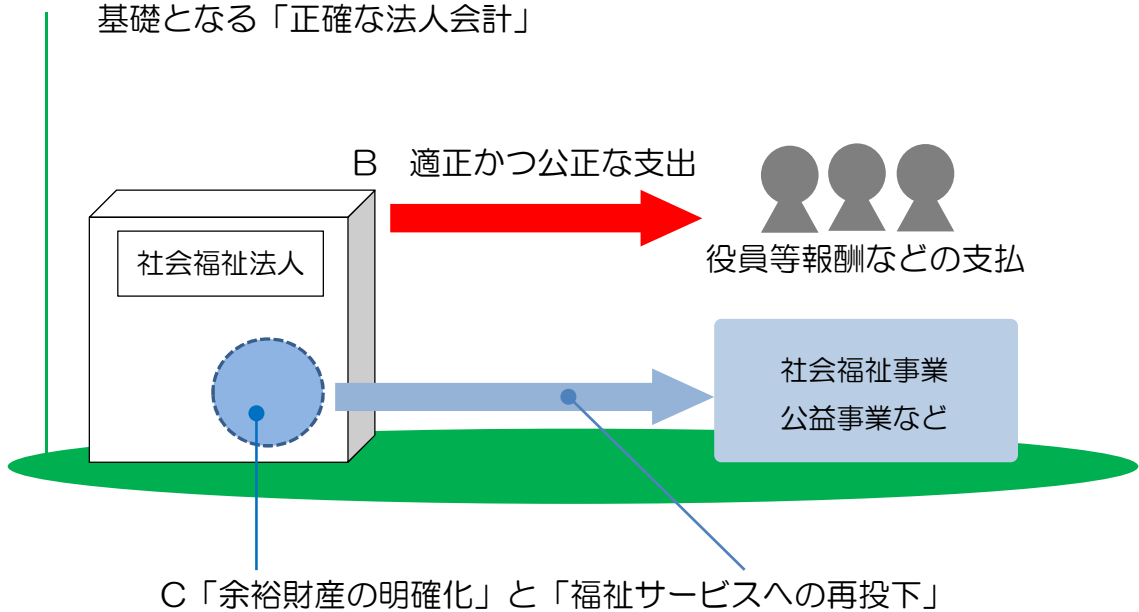 基礎となる「正確な法人会計」
B 適正かつ公正な支出
社会福祉法人
役員等報酬などの支払
社会福祉事業
公益事業など
C「余裕財産の明確化」と「福祉サービスへの再投下」